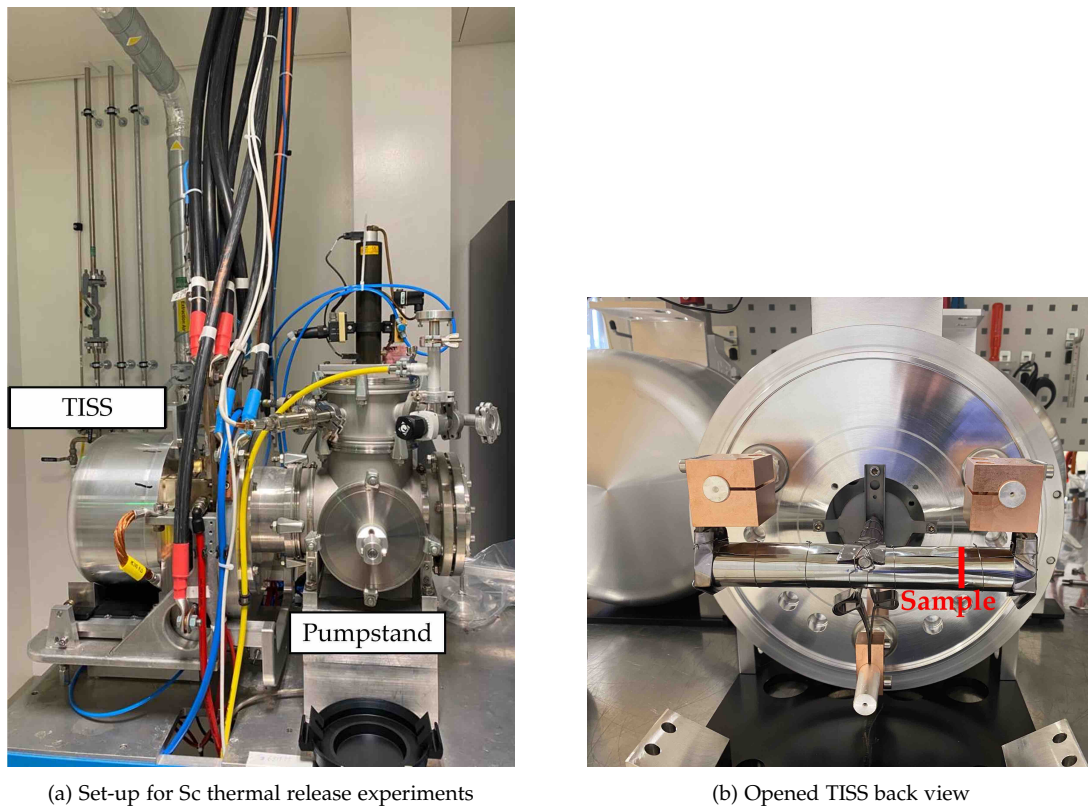 TISS
Pumpstand
Sample
(a) Set-up for Sc thermal release experiments
(b) Opened TISS back view